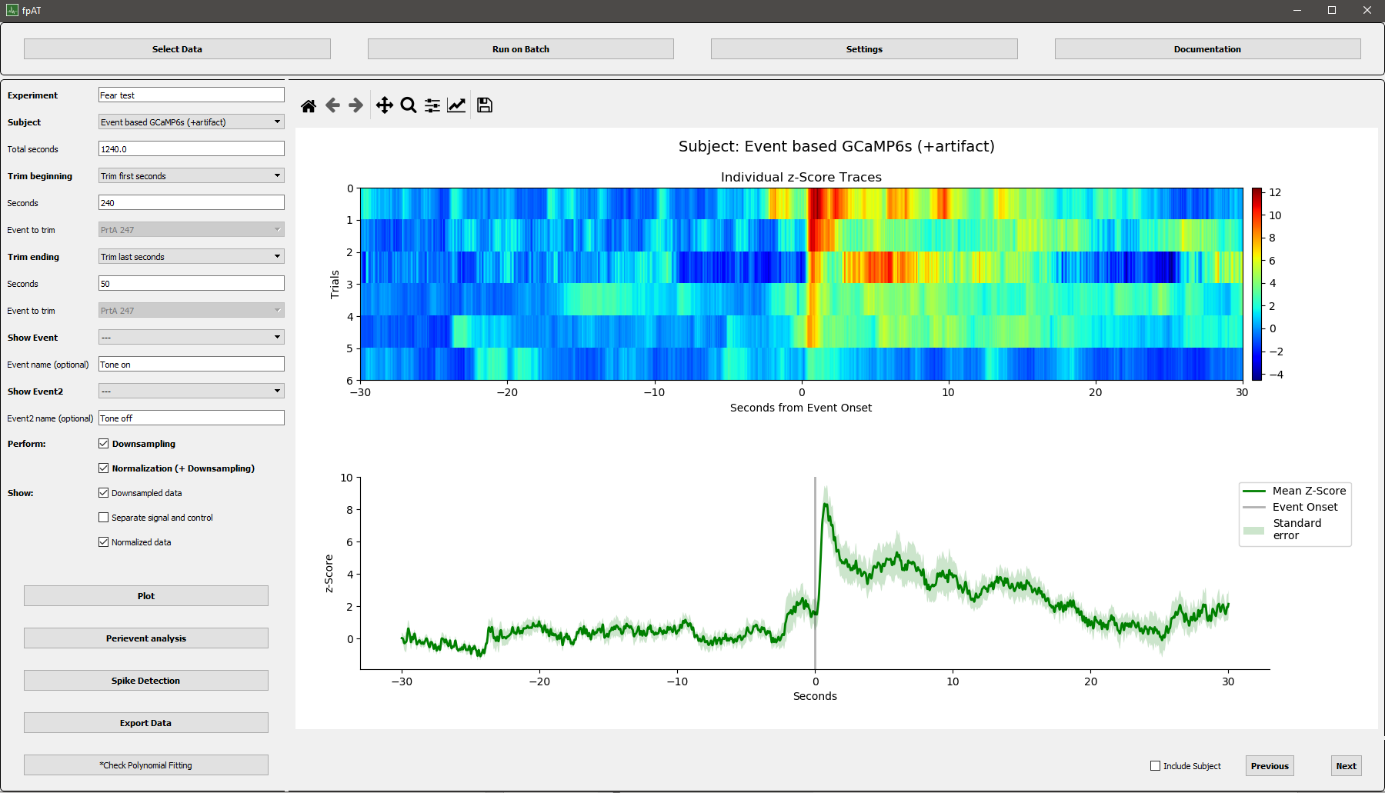 fpAT
Select Data
Run on Batch
Settings
Documentation
Experiment
Fear test
Subject
Event based GCaMP6s (+artifact)
Total seconds
1240.0
Trim beginning
Trim first seconds
Seconds
240
Event to trim
PrtA 247
Trim ending
Trim last seconds
Seconds
50
Event to trim
PrtA 247
Show Event
---
Event name (optional)
Tone on
Show Event2
---
Event2 name (optional)
Tone off
Perform:
Downsampling
Normalization (+ Downsampling)
Show:
Downsampled data
Separate signal and control
Normalized data
Plot
Perievent analysis
Spike Detection
Export Data
*Check Polynomial Fitting
Subject: Event based GCaMP6s (+artifact)
Individual z-Score Traces
Trials
0
1
2
3
4
5
6
−30
−20
−10
0
10
20
30
Seconds from Event Onset
12
10
8
6
4
2
0
−2
−4
z-Score
10
8
6
4
2
0
−30
−20
−10
0
10
20
30
Seconds
Mean Z-Score
Event Onset
Standard
error
Include Subject
Previous
Next